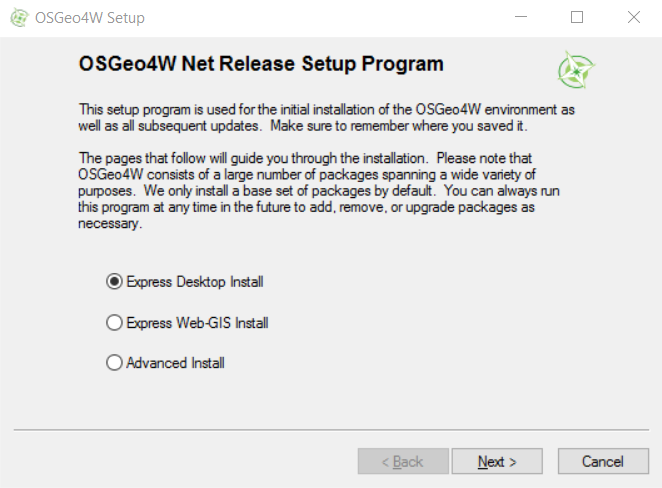 OSGeo4W Setup
OSGeo4W Net Release Setup Program
This setup program is used for the initial installation of the OSGeo4W environment as
well as all subsequent updates.  Make sure to remember where you saved it.
The pages that follow will guide you through the installation.  Please note that
OSGeo4W consists of a large number of packages spanning a wide variety of
purposes.  We only install a base set of packages by default.  You can always run
this program at any time in the future to add, remove, or upgrade packages as
necessary.
Express Desktop Install
Express Web-GIS Install
Advanced Install
< Back
Next >
Cancel